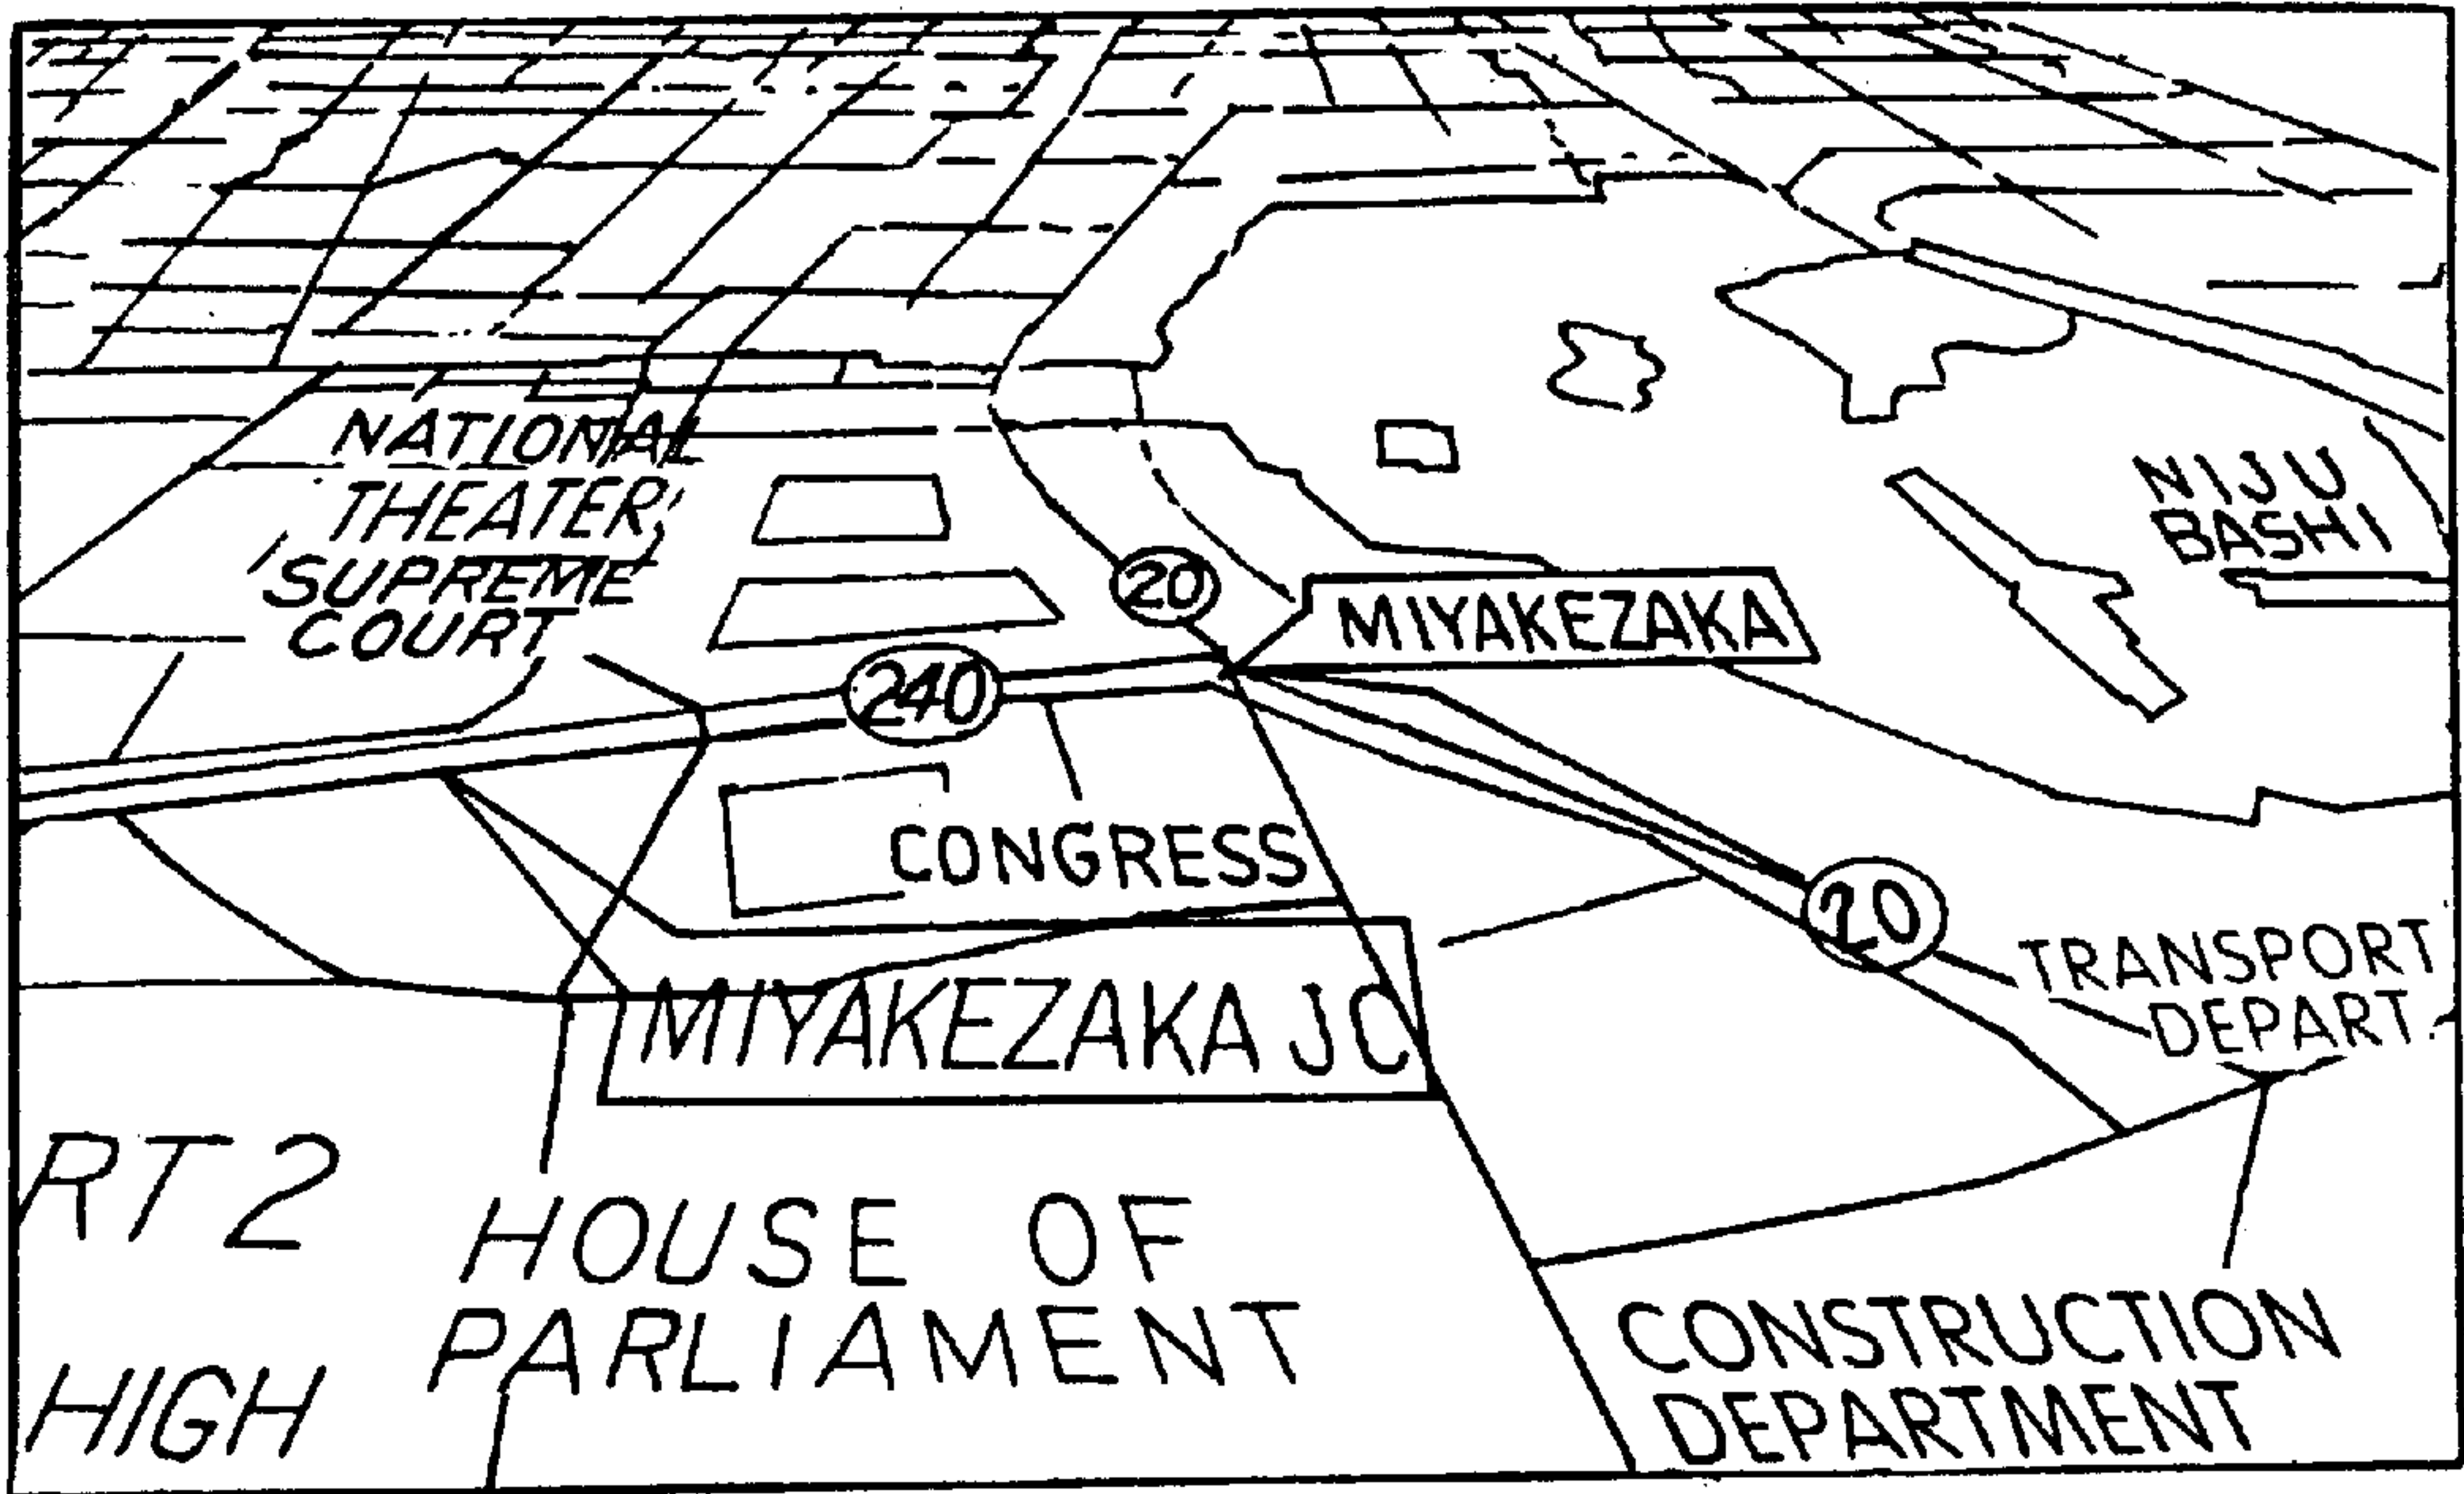 NATIONAL
THEATER
SUPREME
COURT
NIJU
BASHI
20
MIYAKEZAKA
240
CONGRESS
20
TRANSPORT
DEPART.
MIYAKEZAKA JC
RT 2
HOUSE OF
PARLIAMENT
HIGH
CONSTRUCTION
DEPARTMENT